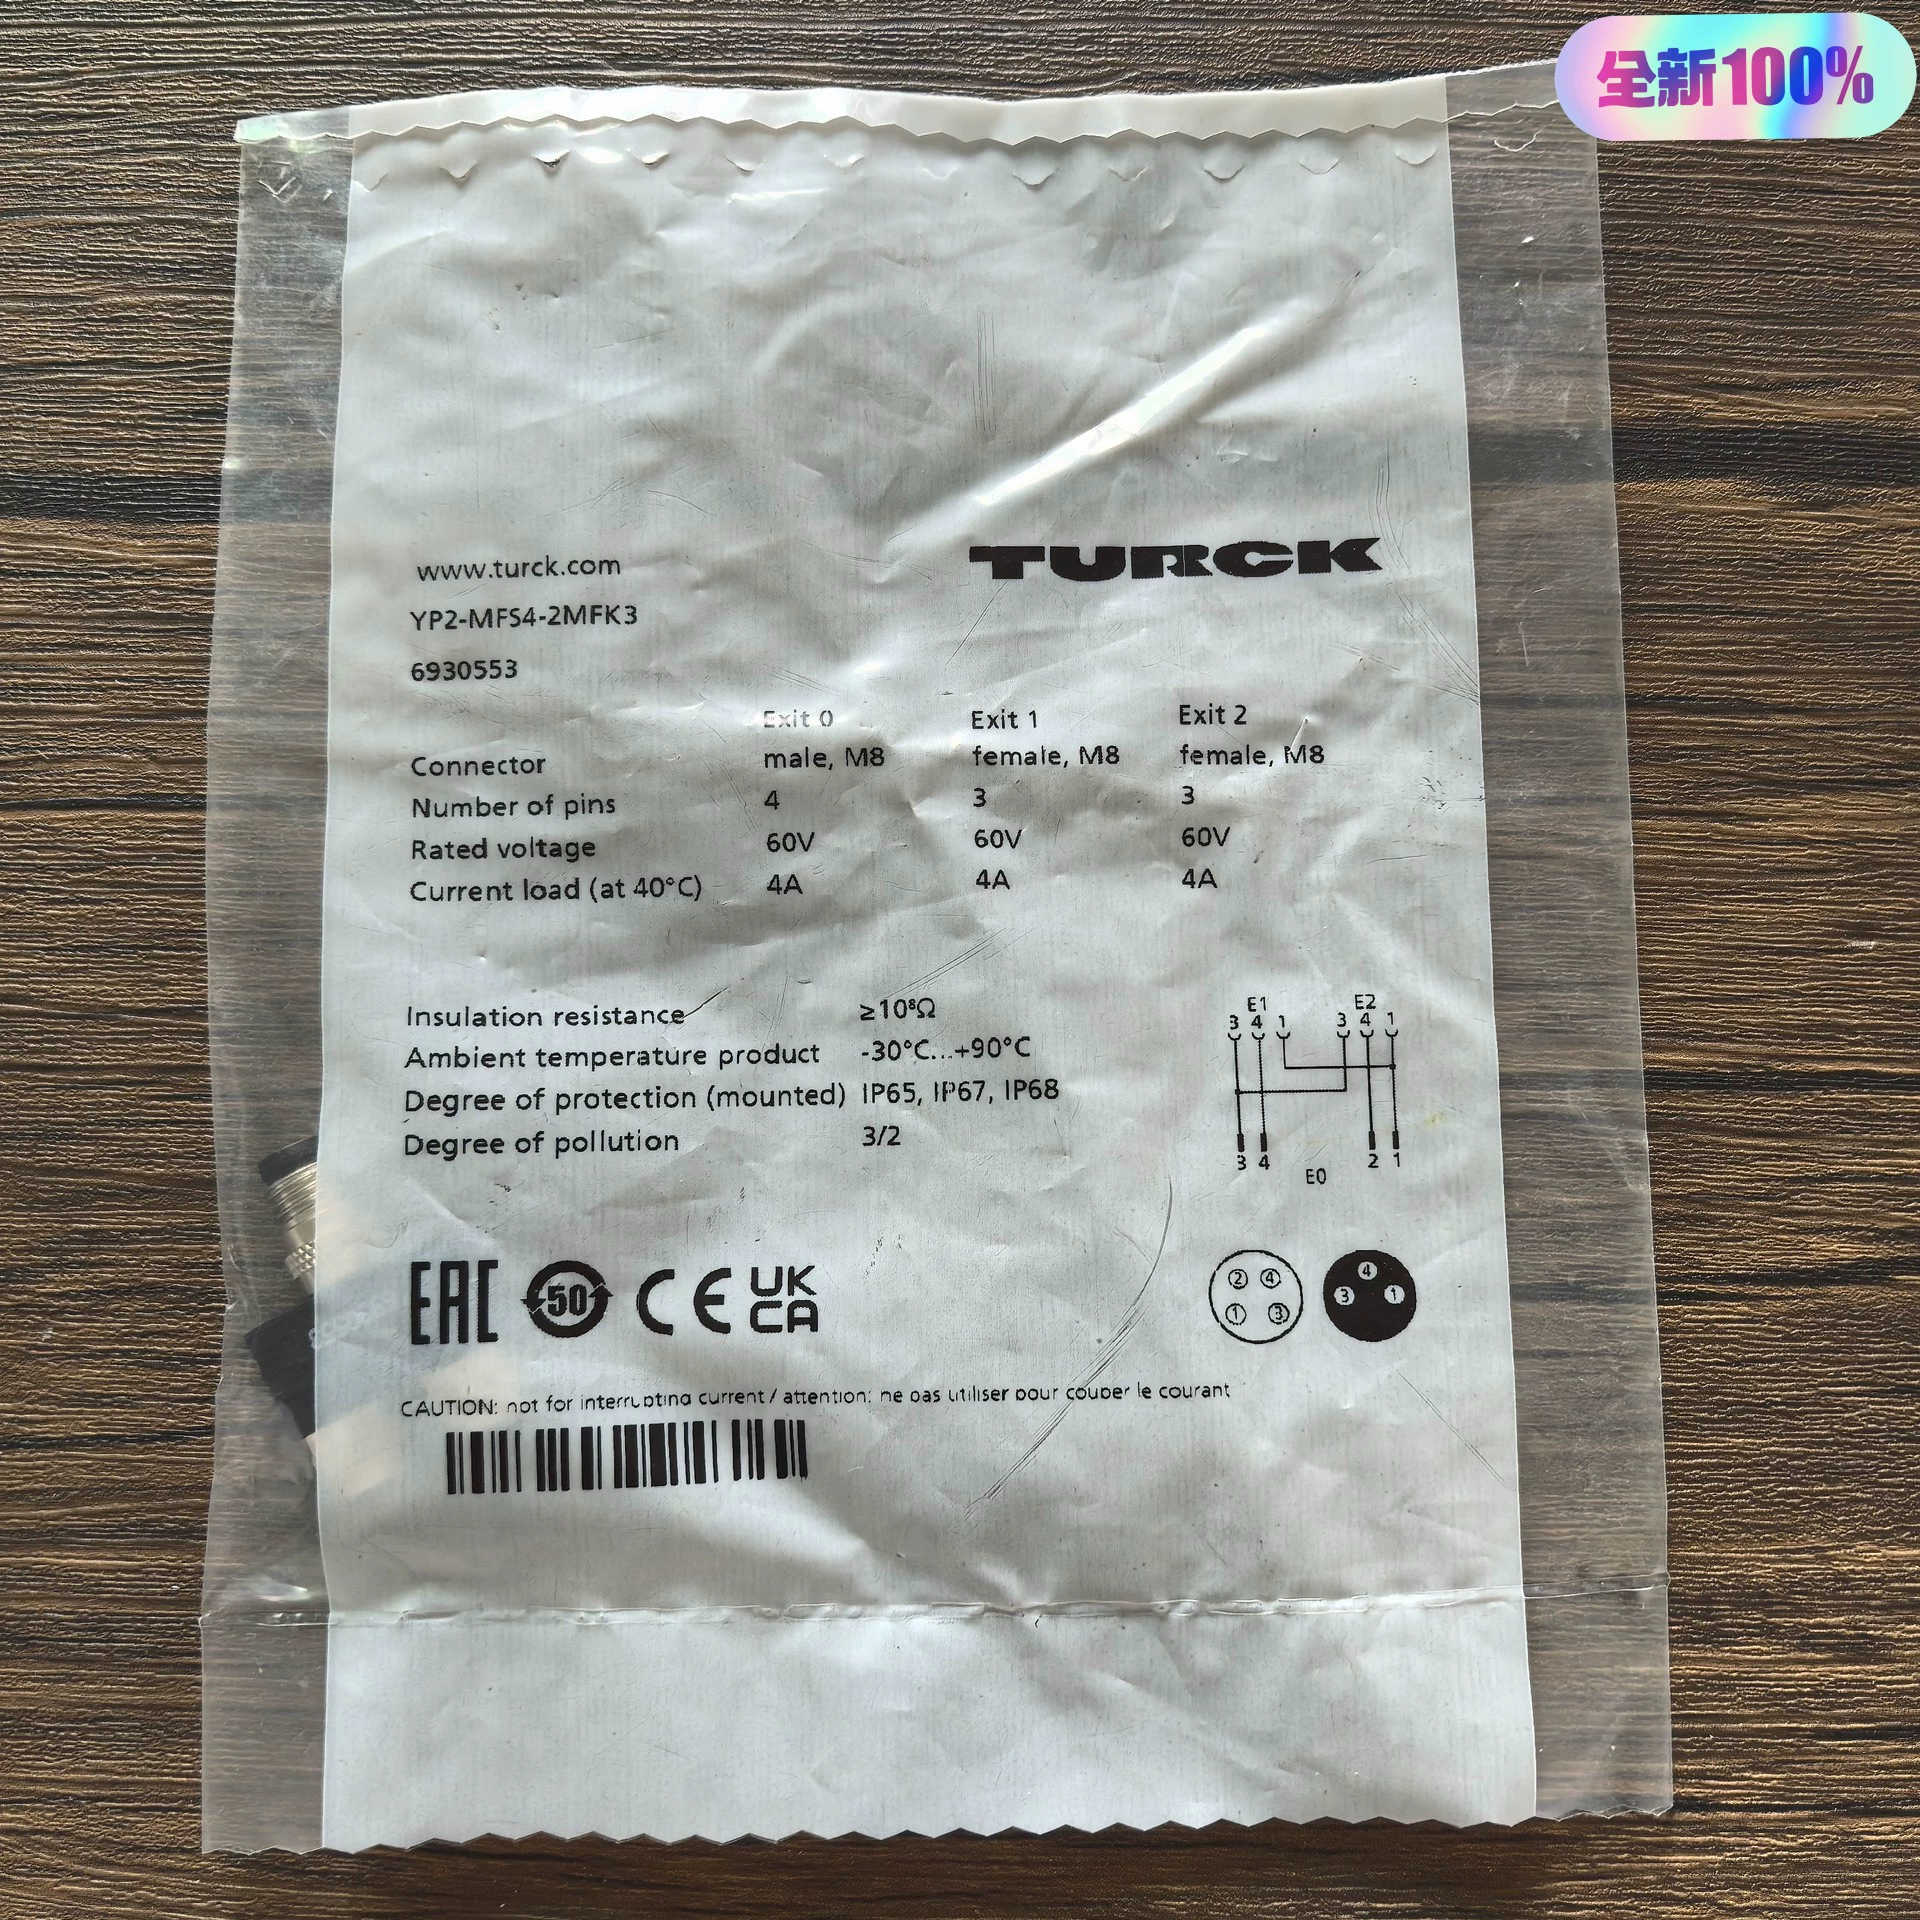 全新100%
www.turck.com
TURCK
YP2-MFS4-2MFK3
6930553
Exit 0 Exit 1 Exit 2
Connector male, M8 female, M8 female, M8
Number of pins 4 3 3
Rated voltage 60V 60V 60V
Current load (at 40°C) 4A 4A 4A
Insulation resistance ≥10⁸Ω
Ambient temperature product -30°C...+90°C
Degree of protection (mounted) IP65, IP67, IP68
Degree of pollution 3/2
E1 E2
3 4 1 3 4 1
3 4 2 1
E0
EAC 50 CE UK
CA
2 4
1 3
4
3 1
CAUTION: not for interrupting current / attention: ne pas utiliser pour couper le courant